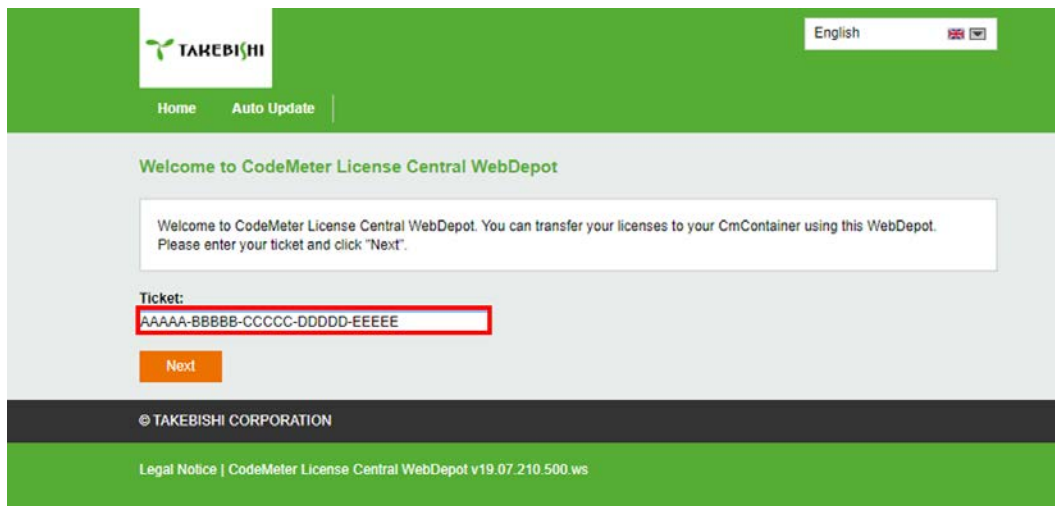 TAKEBISHI
English
Home Auto Update
Welcome to CodeMeter License Central WebDepot
Welcome to CodeMeter License Central WebDepot. You can transfer your licenses to your CmContainer using this WebDepot.
Please enter your ticket and click "Next".
Ticket:
AAAAA-BBBBB-CCCCC-DDDDD-EEEEE
Next
© TAKEBISHI CORPORATION
Legal Notice | CodeMeter License Central WebDepot v19.07.210.500.ws